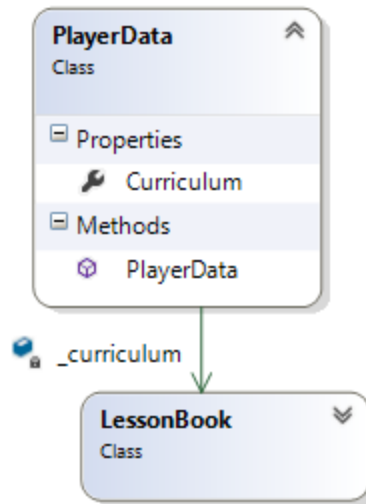 PlayerData
Class
Properties
Curriculum
Methods
PlayerData
_curriculum
LessonBook
Class